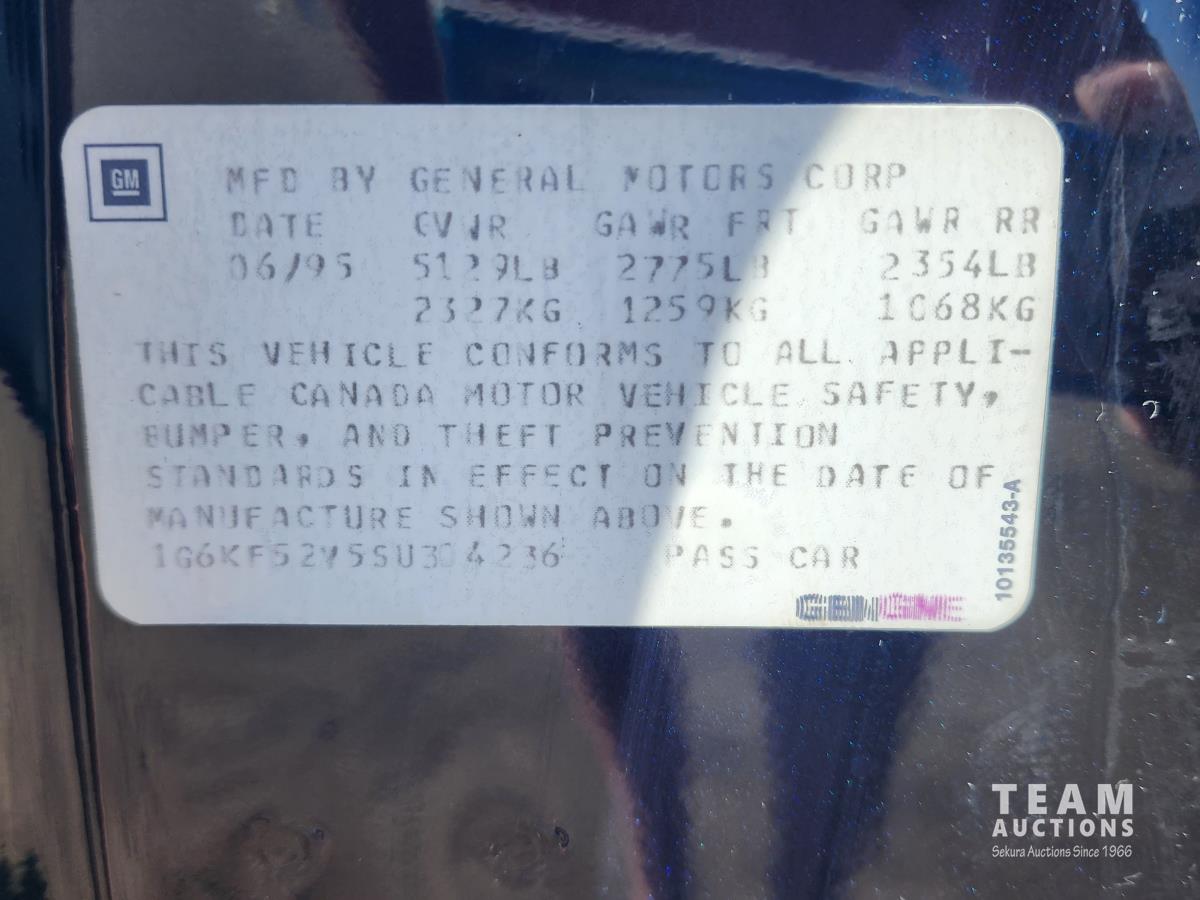 GM
MFD BY GENERAL MOTORS CORP
DATE GVWR GAWR FRT GAWR RR
06/95 5129LB 2775LB 2354LB
2327KG 1259KG 1068KG
THIS VEHICLE CONFORMS TO ALL APPLI-
CABLE CANADA MOTOR VEHICLE SAFETY,
BUMPER, AND THEFT PREVENTION
STANDARDS IN EFFECT ON THE DATE OF
MANUFACTURE SHOWN ABOVE.
1G6KF52Y5SU304236 PASS CAR
10135543-A
TEAM
AUCTIONS
Sekura Auctions Since 1966